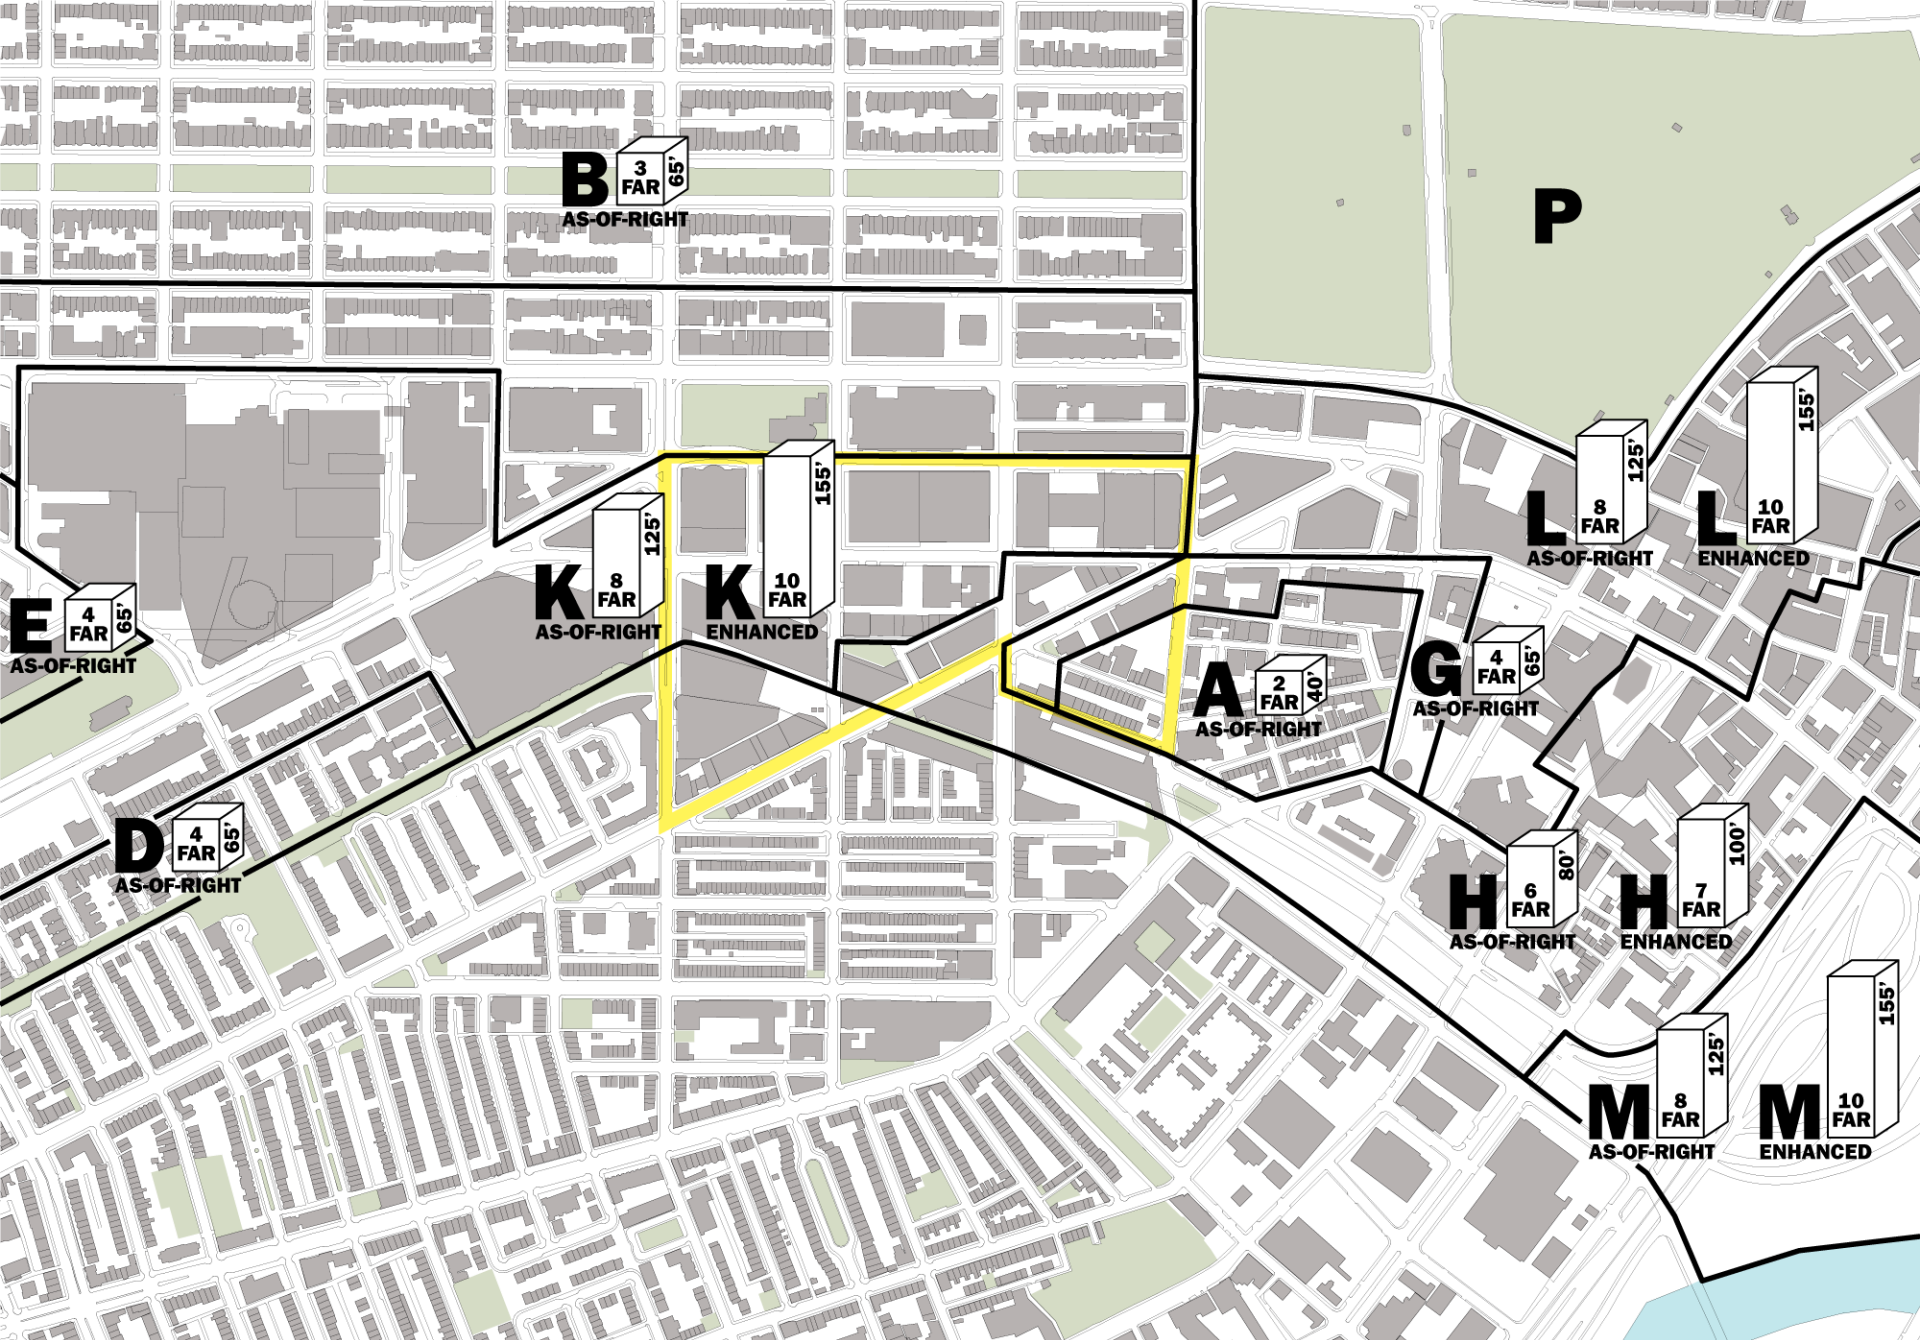 B
3
FAR
65'
AS-OF-RIGHT
P
L
8
FAR
125'
AS-OF-RIGHT
L
10
FAR
155'
ENHANCED
K
8
FAR
125'
AS-OF-RIGHT
K
10
FAR
155'
ENHANCED
E
4
FAR
65'
AS-OF-RIGHT
A
2
FAR
40'
AS-OF-RIGHT
G
4
FAR
65'
AS-OF-RIGHT
D
4
FAR
65'
AS-OF-RIGHT
H
6
FAR
80'
AS-OF-RIGHT
H
7
FAR
100'
ENHANCED
M
8
FAR
125'
AS-OF-RIGHT
M
10
FAR
155'
ENHANCED